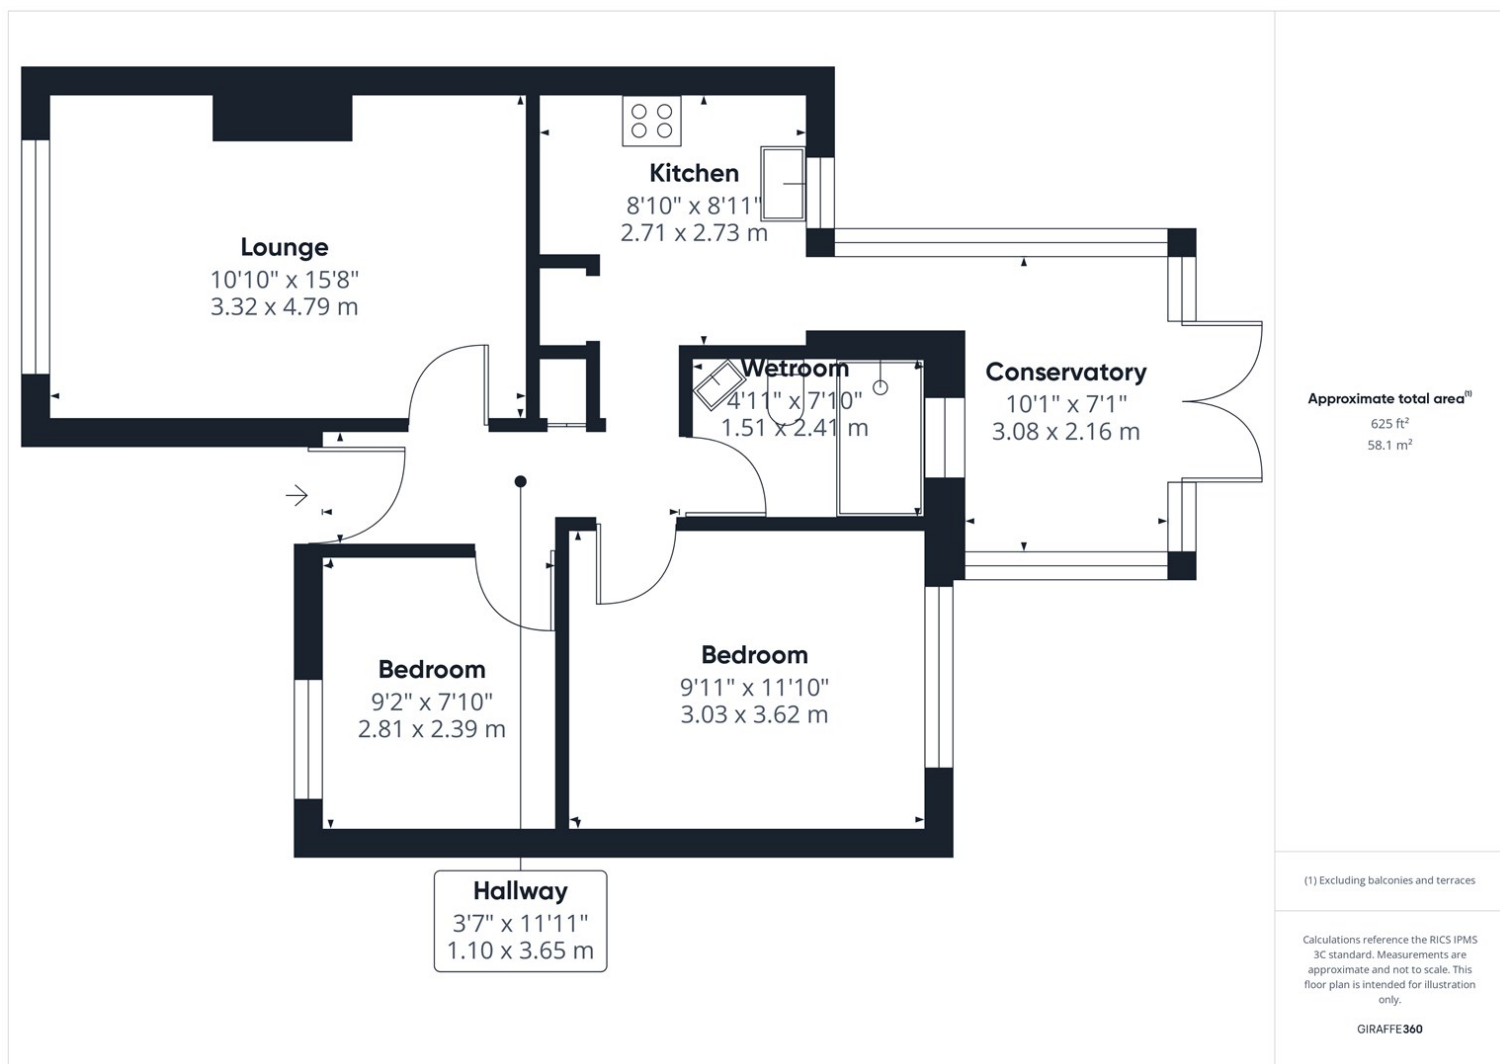 Lounge
10'10" x 15'8"
3.32 x 4.79 m
Kitchen
8'10" x 8'11"
2.71 x 2.73 m
Wetroom
4'11" x 7'10"
1.51 x 2.41 m
Conservatory
10'1" x 7'1"
3.08 x 2.16 m
Bedroom
9'2" x 7'10"
2.81 x 2.39 m
Bedroom
9'11" x 11'10"
3.03 x 3.62 m
Hallway
3'7" x 11'11"
1.10 x 3.65 m
Approximate total area(1)
625 ft²
58.1 m²
(1) Excluding balconies and terraces
Calculations reference the RICS IPMS
3C standard. Measurements are
approximate and not to scale. This
floor plan is intended for illustration
only.
GIRAFFE360